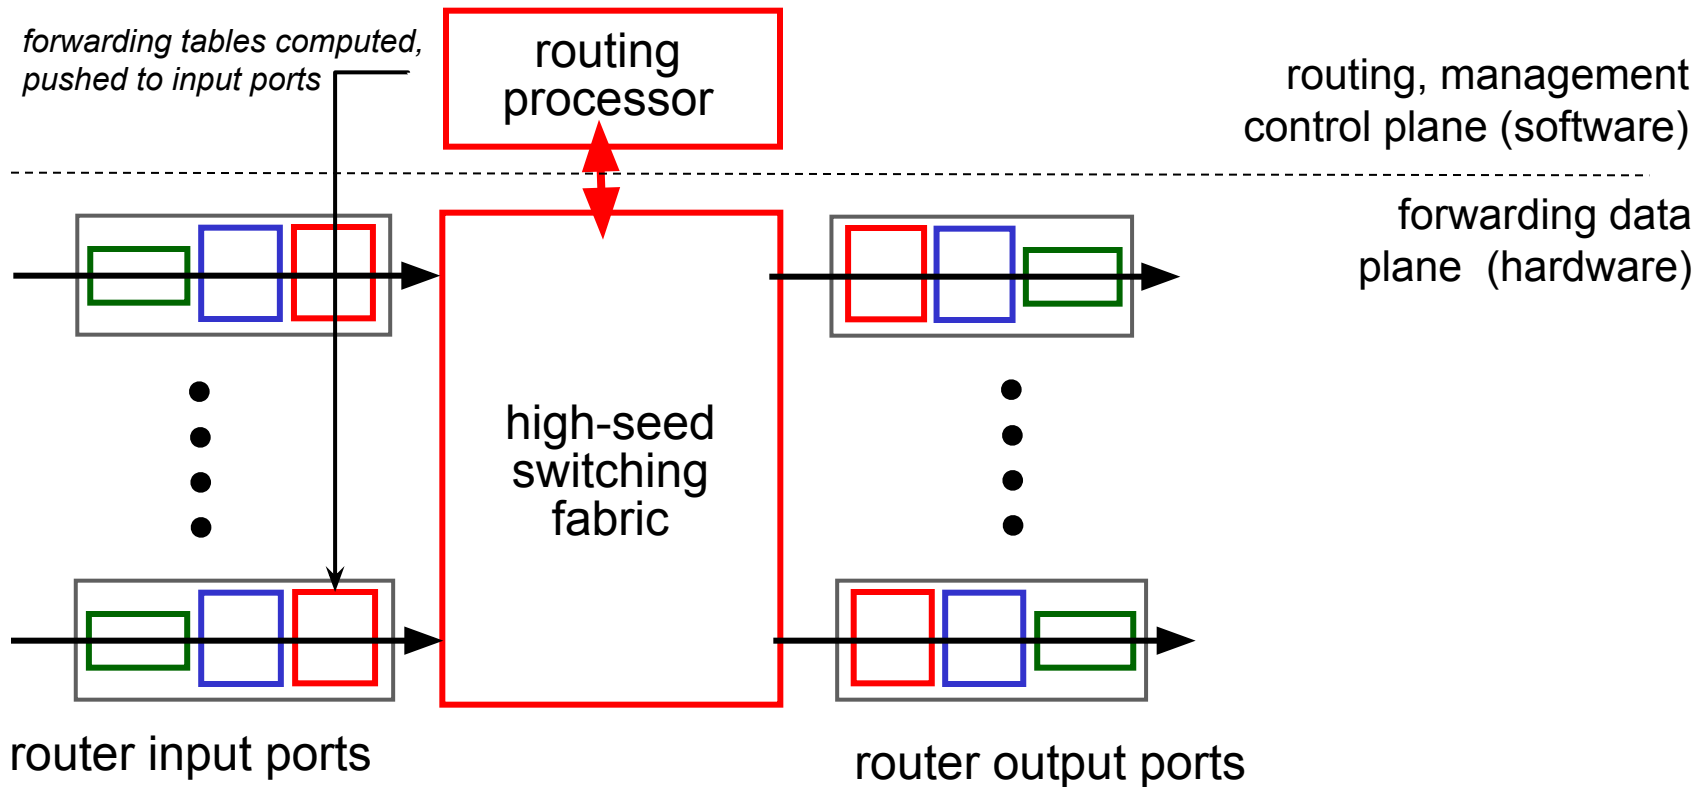 forwarding tables computed,
pushed to input ports
routing
processor
routing, management
control plane (software)
forwarding data
plane (hardware)
high-seed
switching
fabric
router input ports
router output ports